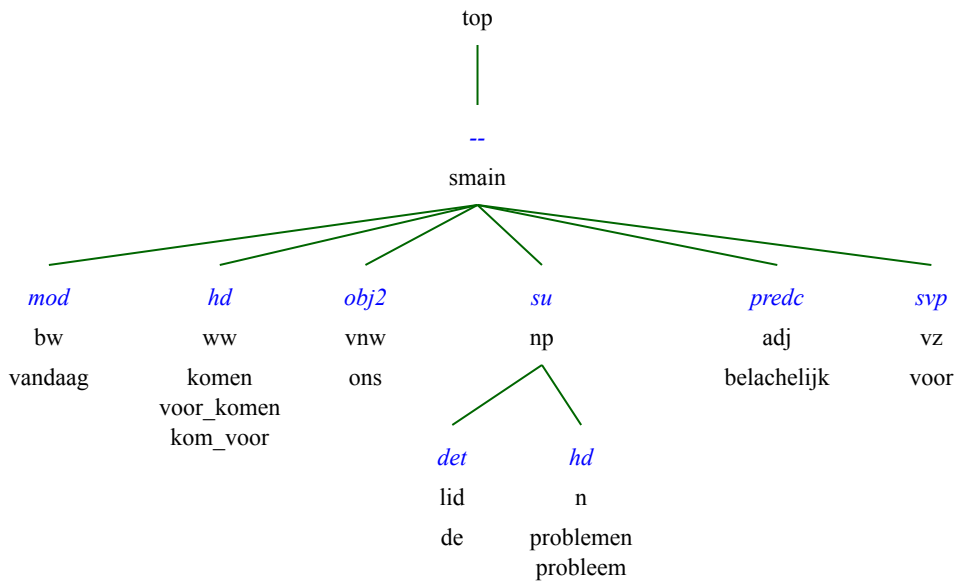 top
--
smain
mod hd obj2 su predc svp
bw ww vnw np adj vz
vandaag komen ons belachelijk voor
voor_komen
kom_voor
det hd
lid n
de problemen
probleem